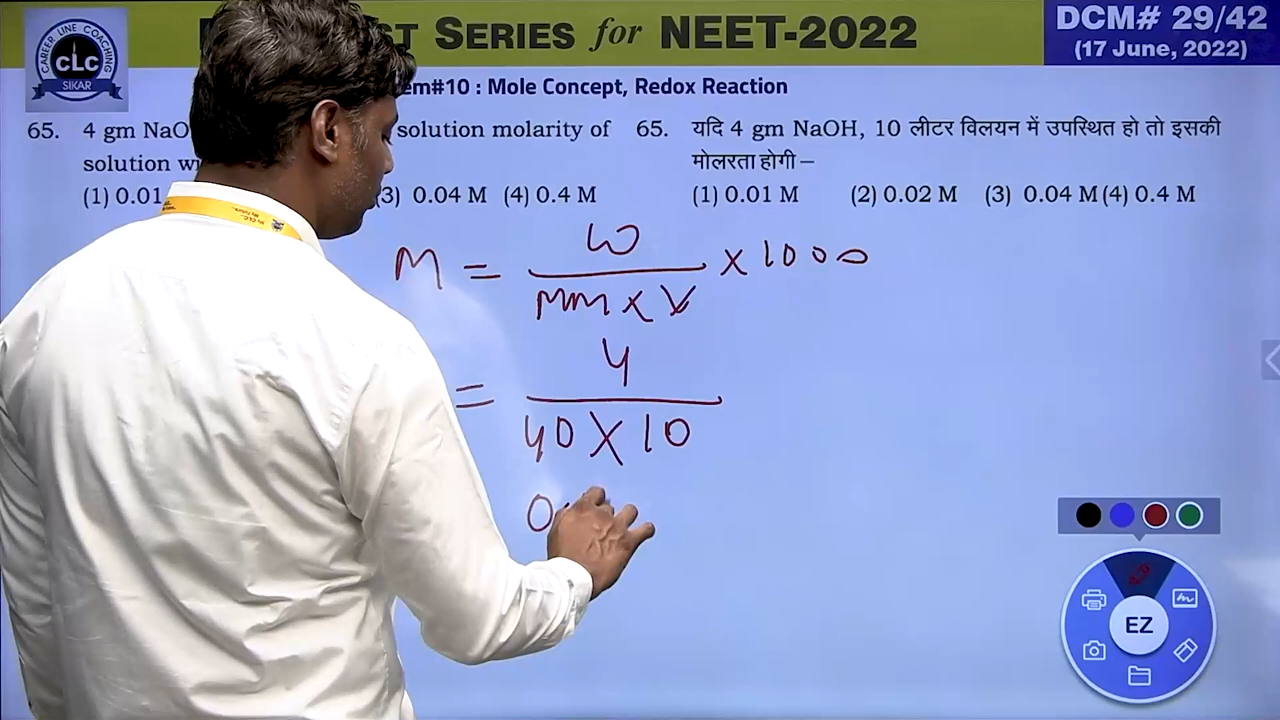 ST SERIES for NEET-2022
DCM# 29/42
(17 June, 2022)
CAREER LINE COACHING
CLC
SIKAR
em#10 : Mole Concept, Redox Reaction
65. 4 gm NaO solution molarity of
solution wi
(1) 0.01 (3) 0.04 M (4) 0.4 M
65. यदि 4 gm NaOH, 10 लीटर विलयन में उपस्थित हो तो इसकी
मोलरता होगी –
(1) 0.01 M (2) 0.02 M (3) 0.04 M (4) 0.4 M
M = W / MM x V x 1000
= 4 / 40 X 10
0.
EZ